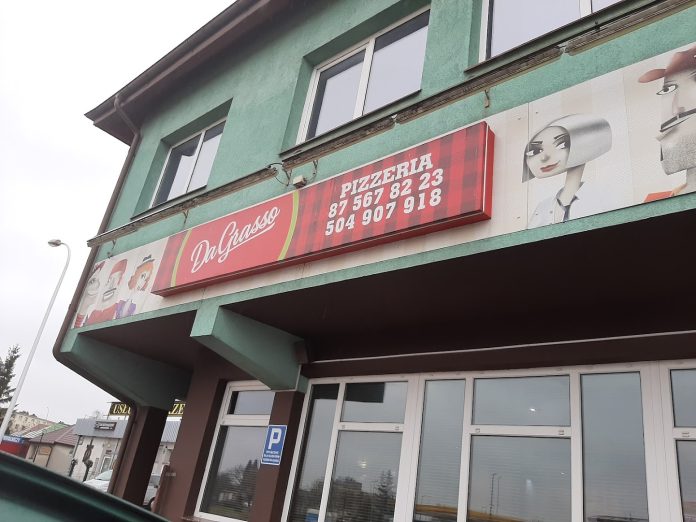 Da Grasso
PIZZERIA
87 567 82 23
504 907 918
P